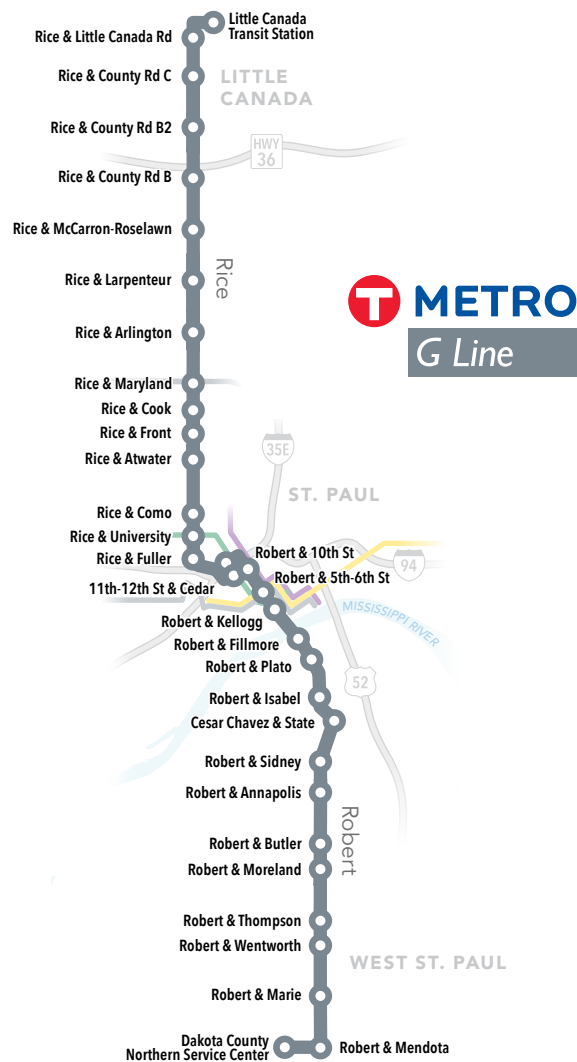 Little Canada
Transit Station
Rice & Little Canada Rd
Rice & County Rd C
LITTLE
CANADA
Rice & County Rd B2
HWY
36
Rice & County Rd B
Rice & McCarron-Roselawn
Rice
Rice & Larpenteur
T METRO
G Line
Rice & Arlington
Rice & Maryland
Rice & Cook
Rice & Front
Rice & Atwater
35E
ST. PAUL
Rice & Como
Rice & University
Rice & Fuller
Robert & 10th St
94
11th-12th St & Cedar
Robert & 5th-6th St
MISSISSIPPI RIVER
Robert & Kellogg
Robert & Fillmore
Robert & Plato
52
Robert & Isabel
Cesar Chavez & State
Robert & Sidney
Robert & Annapolis
Robert
Robert & Butler
Robert & Moreland
Robert & Thompson
Robert & Wentworth
WEST ST. PAUL
Robert & Marie
Dakota County
Northern Service Center
Robert & Mendota